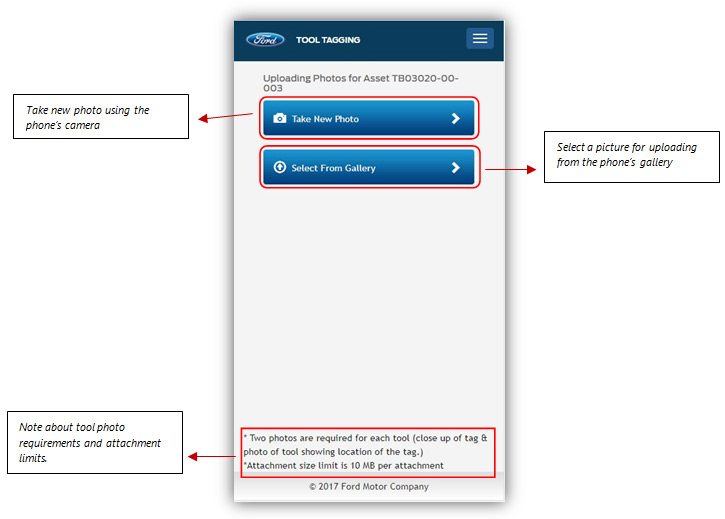 Ford
TOOL TAGGING
Uploading Photos for Asset TB03020-00-
003
Take new photo using the
phone's camera
Take New Photo
Select a picture for uploading
from the phone's gallery
Select From Gallery
Note about tool photo
requirements and attachment
limits.
* Two photos are required for each tool (close up of tag &
photo of tool showing location of the tag.)
*Attachment size limit is 10 MB per attachment
© 2017 Ford Motor Company